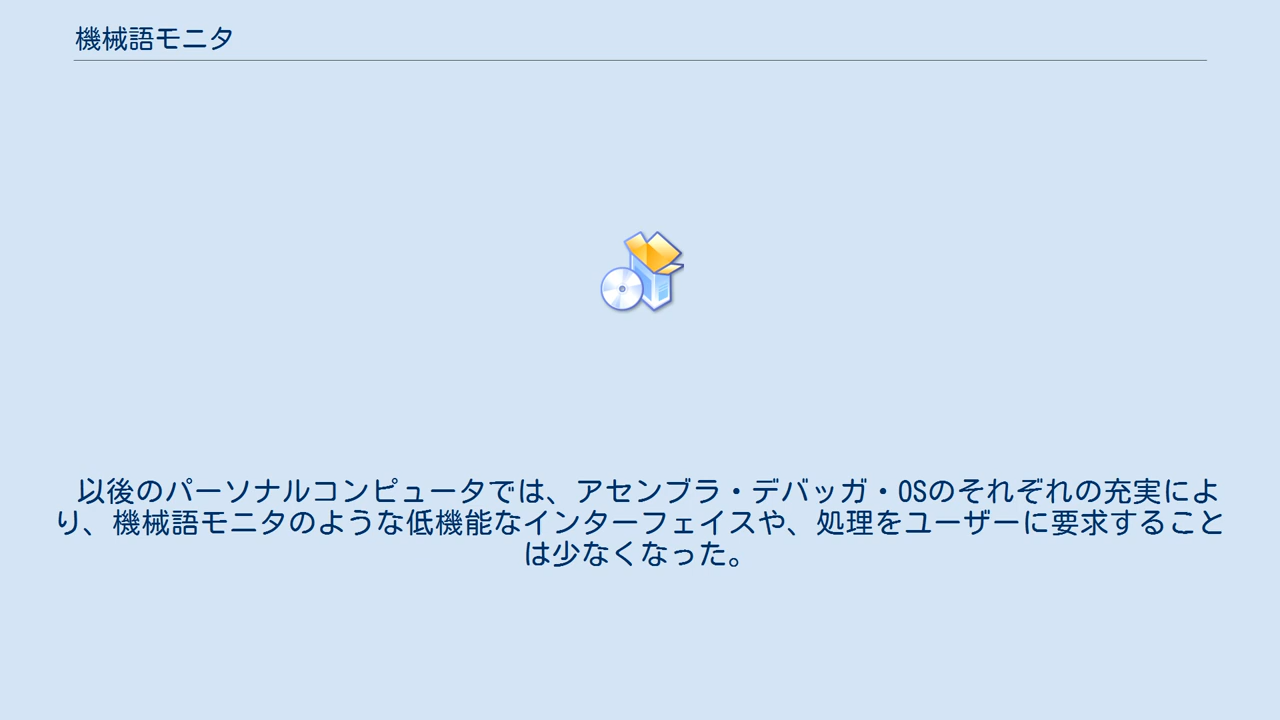 機械語モニタ
以後のパーソナルコンピュータでは、アセンブラ・デバッガ・OSのそれぞれの充実によ
り、機械語モニタのような低機能なインターフェイスや、処理をユーザーに要求すること
は少なくなった。